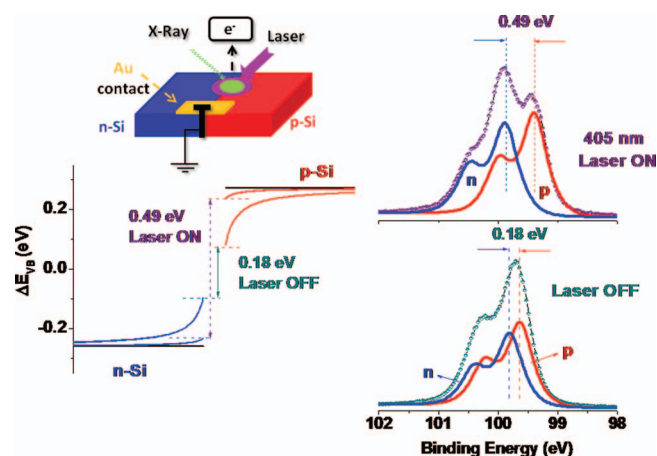 X-Ray
e-
Laser
Au
contact
n-Si
p-Si
ΔE_VB (eV)
0.2
0.0
-0.2
p-Si
0.49 eV
Laser ON
0.18 eV
Laser OFF
n-Si
0.49 eV
405 nm
Laser ON
n
p
0.18 eV
Laser OFF
n
p
102
101
100
99
98
Binding Energy (eV)